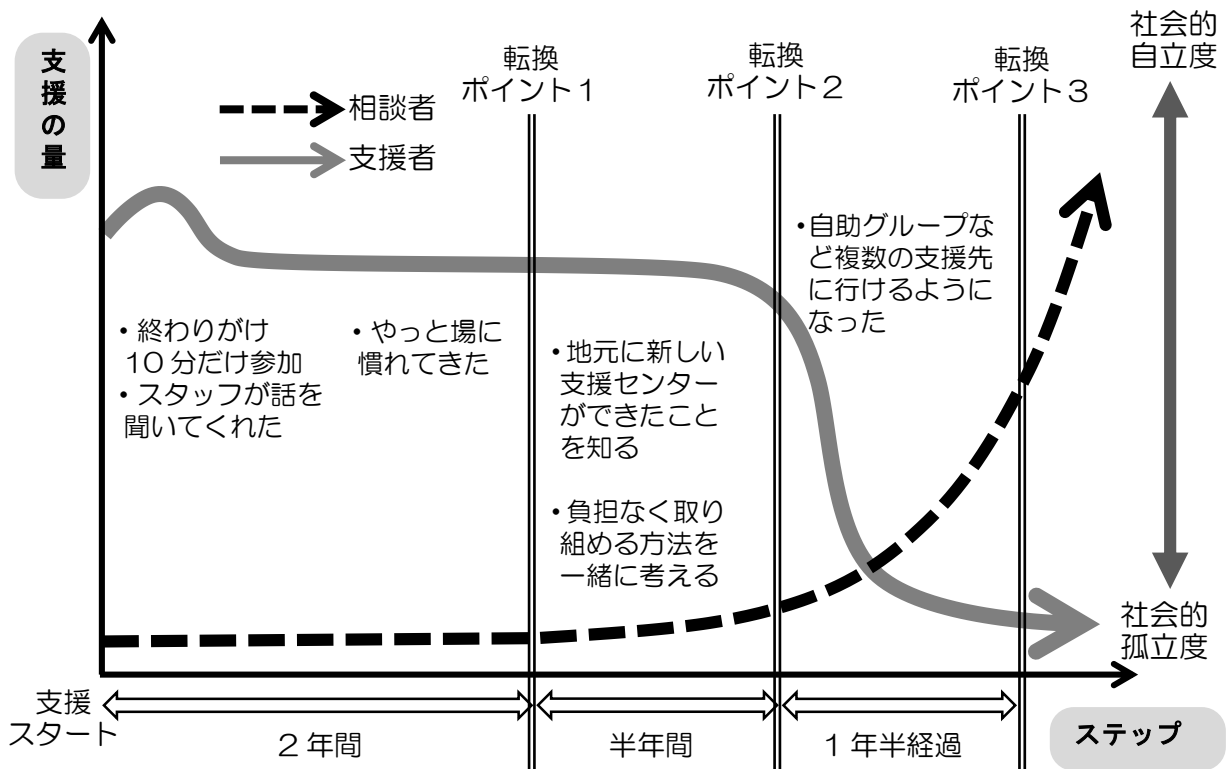 支援の量
社会的
自立度
転換
ポイント1
転換
ポイント2
転換
ポイント3
相談者
支援者
・終わりがけ
10分だけ参加
・スタッフが話を
聞いてくれた
・やっと場に
慣れてきた
・地元に新しい
支援センター
ができたこと
を知る
・負担なく取り
組める方法を
一緒に考える
・自助グループな
ど複数の支援先
に行けるように
なった
社会的
孤立度
支援
スタート
2年間
半年間
1年半経過
ステップ